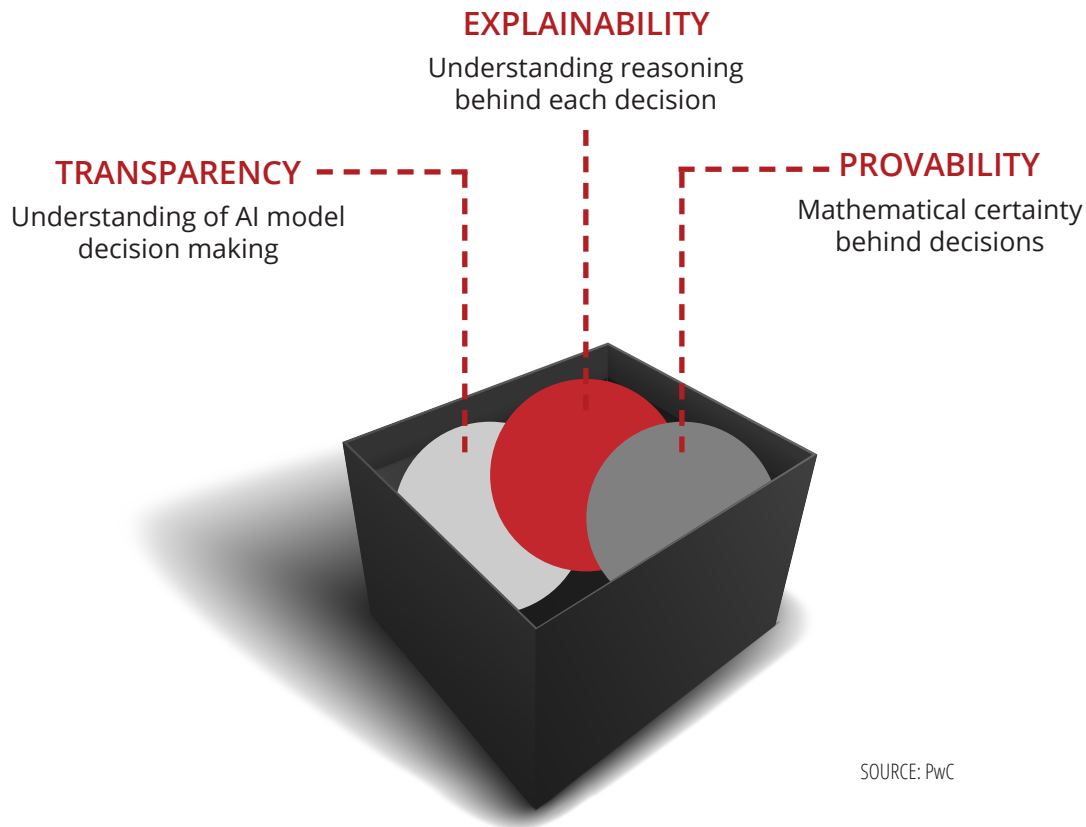 EXPLAINABILITY
Understanding reasoning
behind each decision
TRANSPARENCY
Understanding of AI model
decision making
PROVABILITY
Mathematical certainty
behind decisions
SOURCE: PwC